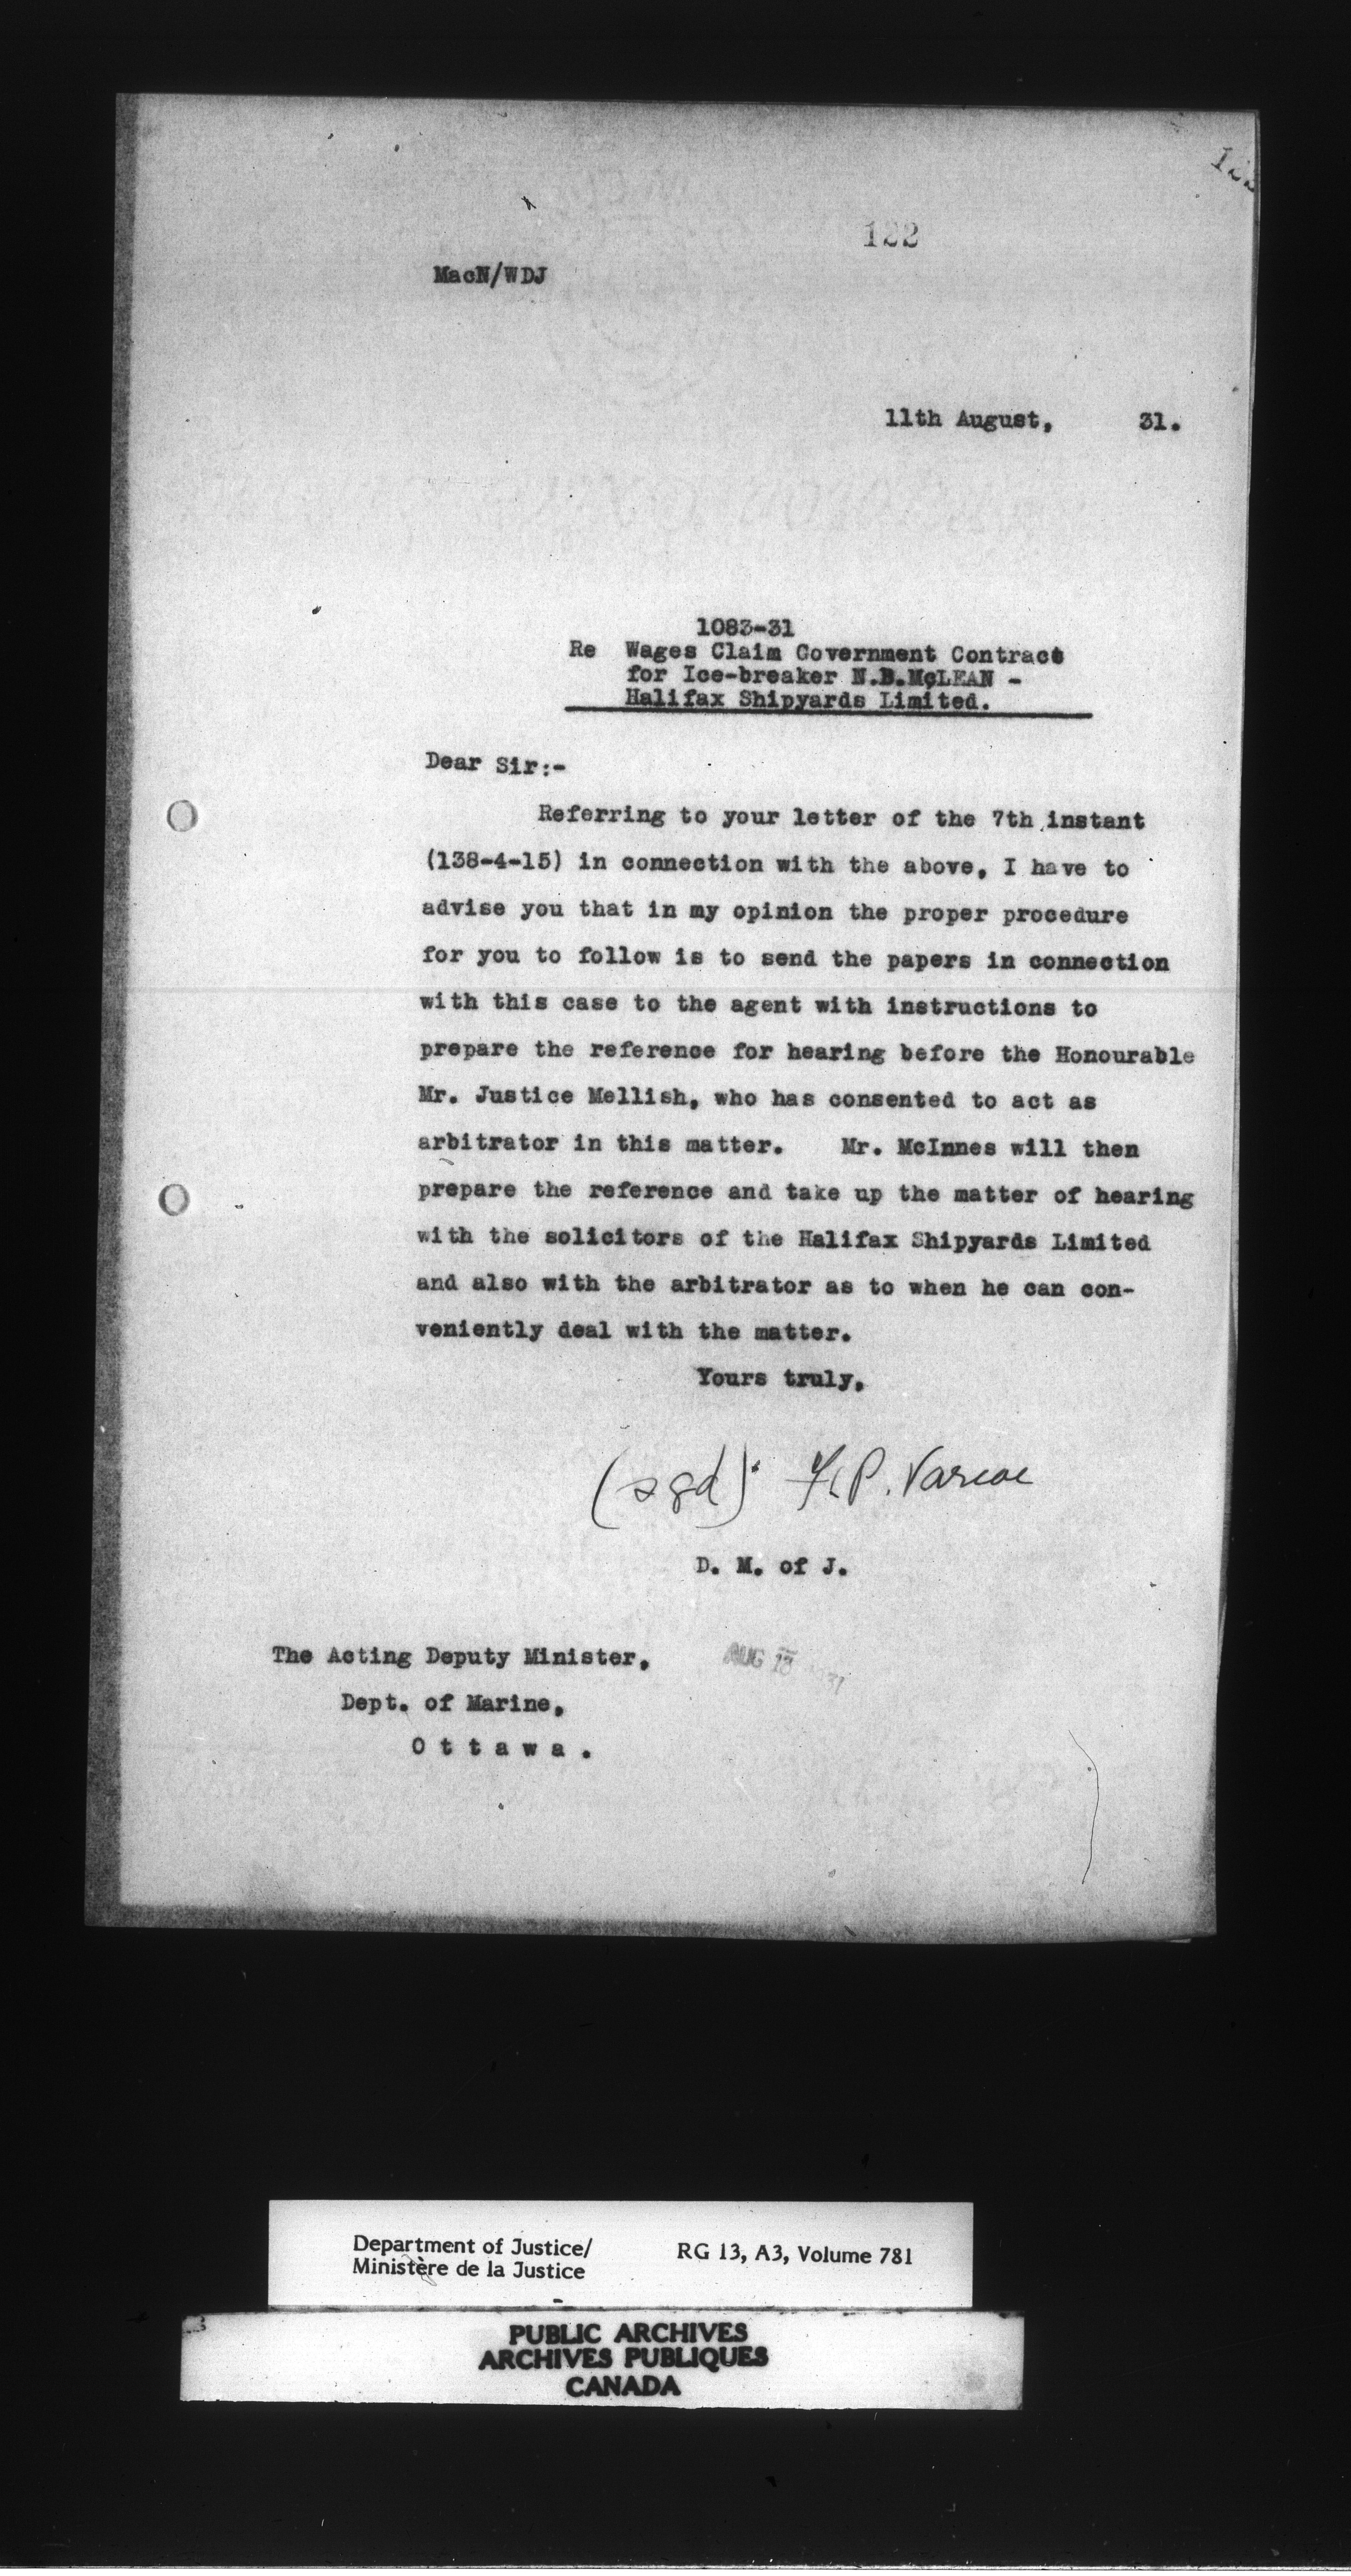 122
MacN/WDJ
11th August, 31.
1083-31
Re Wages Claim Government Contract
for Ice-breaker N.B.McLEAN -
Halifax Shipyards Limited.
Dear Sir:-
Referring to your letter of the 7th instant
(138-4-15) in connection with the above, I have to
advise you that in my opinion the proper procedure
for you to follow is to send the papers in connection
with this case to the agent with instructions to
prepare the reference for hearing before the Honourable
Mr. Justice Mellish, who has consented to act as
arbitrator in this matter. Mr. McInnes will then
prepare the reference and take up the matter of hearing
with the solicitors of the Halifax Shipyards Limited
and also with the arbitrator as to when he can con-
veniently deal with the matter.
Yours truly,
(sgd) F.P. Varcoe
D. M. of J.
The Acting Deputy Minister, AUG 13
Dept. of Marine,
Ottawa.
Department of Justice/
Ministère de la Justice
RG 13, A3, Volume 781
PUBLIC ARCHIVES
ARCHIVES PUBLIQUES
CANADA